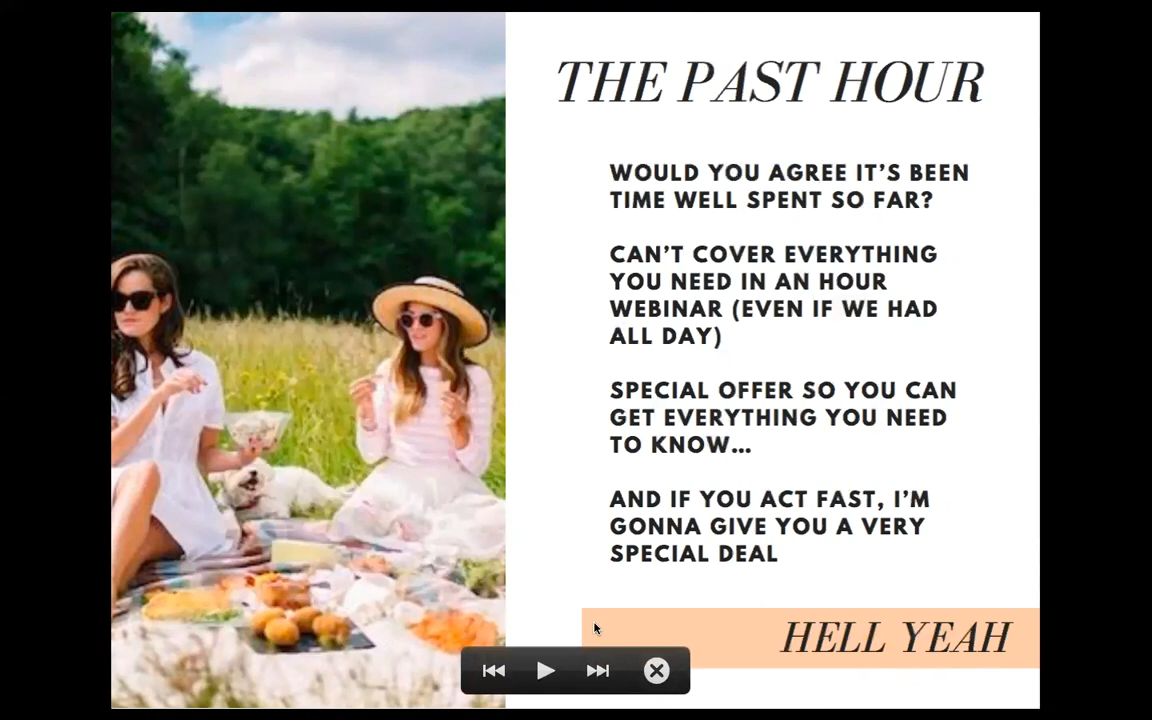 THE PAST HOUR
WOULD YOU AGREE IT’S BEEN
TIME WELL SPENT SO FAR?
CAN’T COVER EVERYTHING
YOU NEED IN AN HOUR
WEBINAR (EVEN IF WE HAD
ALL DAY)
SPECIAL OFFER SO YOU CAN
GET EVERYTHING YOU NEED
TO KNOW...
AND IF YOU ACT FAST, I’M
GONNA GIVE YOU A VERY
SPECIAL DEAL
HELL YEAH